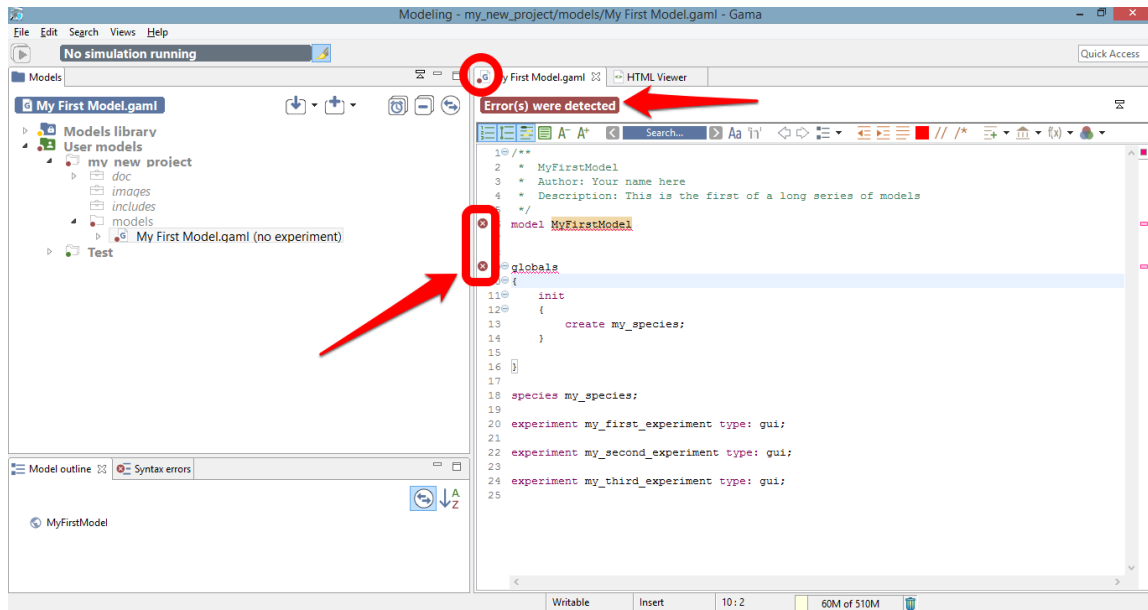 Modeling - my_new_project/models/My First Model.gaml - Gama
File Edit Search Views Help
No simulation running
Quick Access
Models
My First Model.gaml
Models library
User models
my_new_project
doc
images
includes
models
My First Model.gaml (no experiment)
Test
Model outline
Syntax errors
MyFirstModel
y First Model.gaml
HTML Viewer
Error(s) were detected
A- A+ Search... Aa // /* f(x)
1 /**
2 * MyFirstModel
3 * Author: Your name here
4 * Description: This is the first of a long series of models
*/
model MyFirstModel
globals
{
11 init
12 {
13 create my_species;
14 }
15
16 }
17
18 species my_species;
19
20 experiment my_first_experiment type: gui;
21
22 experiment my_second_experiment type: gui;
23
24 experiment my_third_experiment type: gui;
25
Writable Insert 10:2 60M of 510M